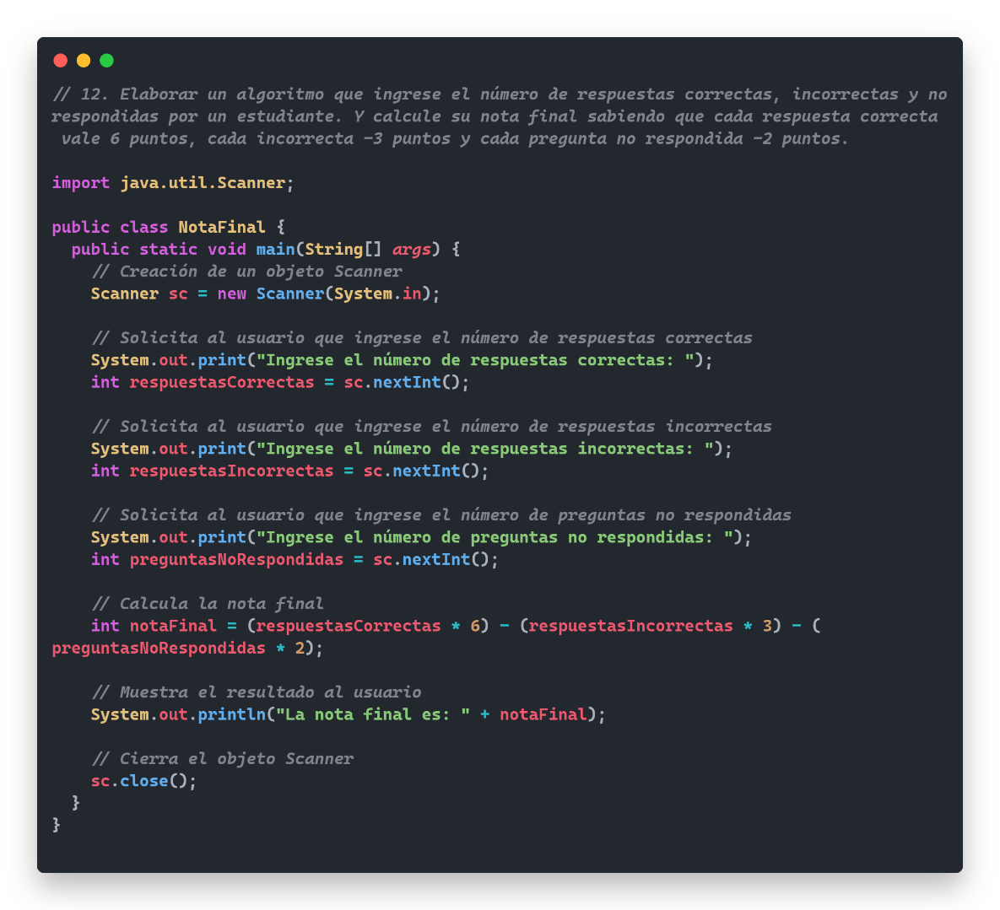 // 12. Elaborar un algoritmo que ingrese el número de respuestas correctas, incorrectas y no
respondidas por un estudiante. Y calcule su nota final sabiendo que cada respuesta correcta
 vale 6 puntos, cada incorrecta -3 puntos y cada pregunta no respondida -2 puntos.

import java.util.Scanner;

public class NotaFinal {
  public static void main(String[] args) {
    // Creación de un objeto Scanner
    Scanner sc = new Scanner(System.in);

    // Solicita al usuario que ingrese el número de respuestas correctas
    System.out.print("Ingrese el número de respuestas correctas: ");
    int respuestasCorrectas = sc.nextInt();

    // Solicita al usuario que ingrese el número de respuestas incorrectas
    System.out.print("Ingrese el número de respuestas incorrectas: ");
    int respuestasIncorrectas = sc.nextInt();

    // Solicita al usuario que ingrese el número de preguntas no respondidas
    System.out.print("Ingrese el número de preguntas no respondidas: ");
    int preguntasNoRespondidas = sc.nextInt();

    // Calcula la nota final
    int notaFinal = (respuestasCorrectas * 6) - (respuestasIncorrectas * 3) - (
preguntasNoRespondidas * 2);

    // Muestra el resultado al usuario
    System.out.println("La nota final es: " + notaFinal);

    // Cierra el objeto Scanner
    sc.close();
  }
}